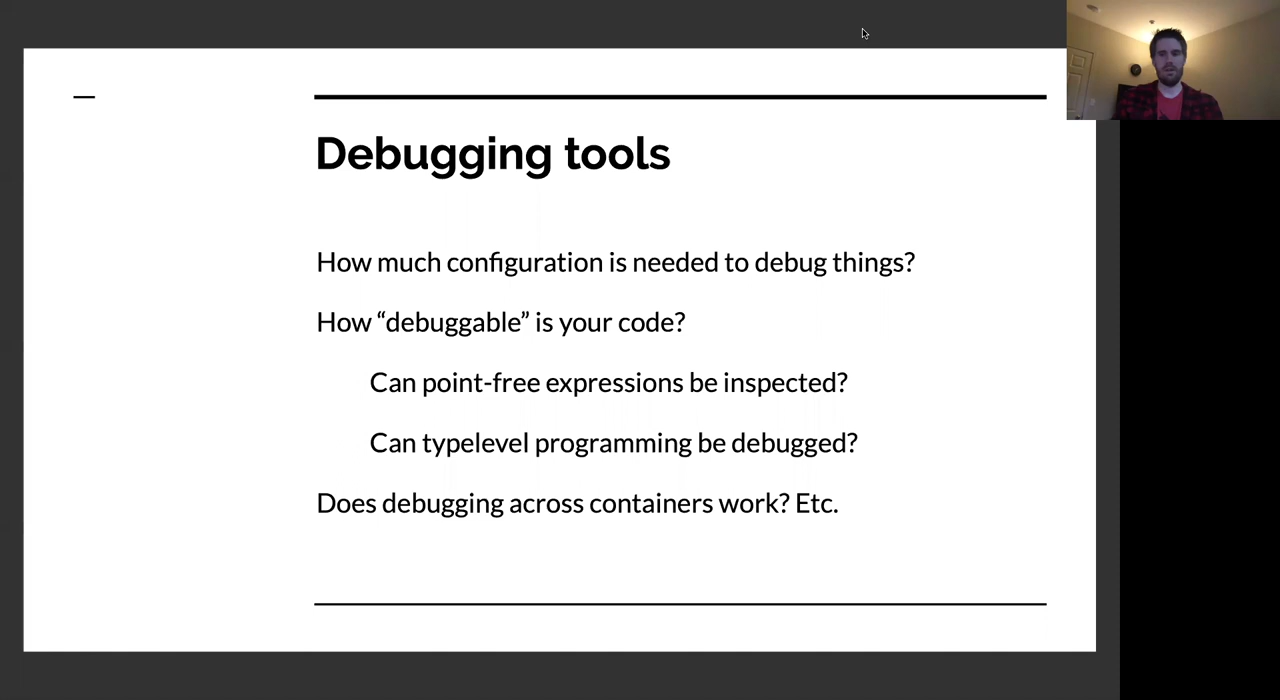 Debugging tools
How much configuration is needed to debug things?
How “debuggable” is your code?
Can point-free expressions be inspected?
Can typelevel programming be debugged?
Does debugging across containers work? Etc.